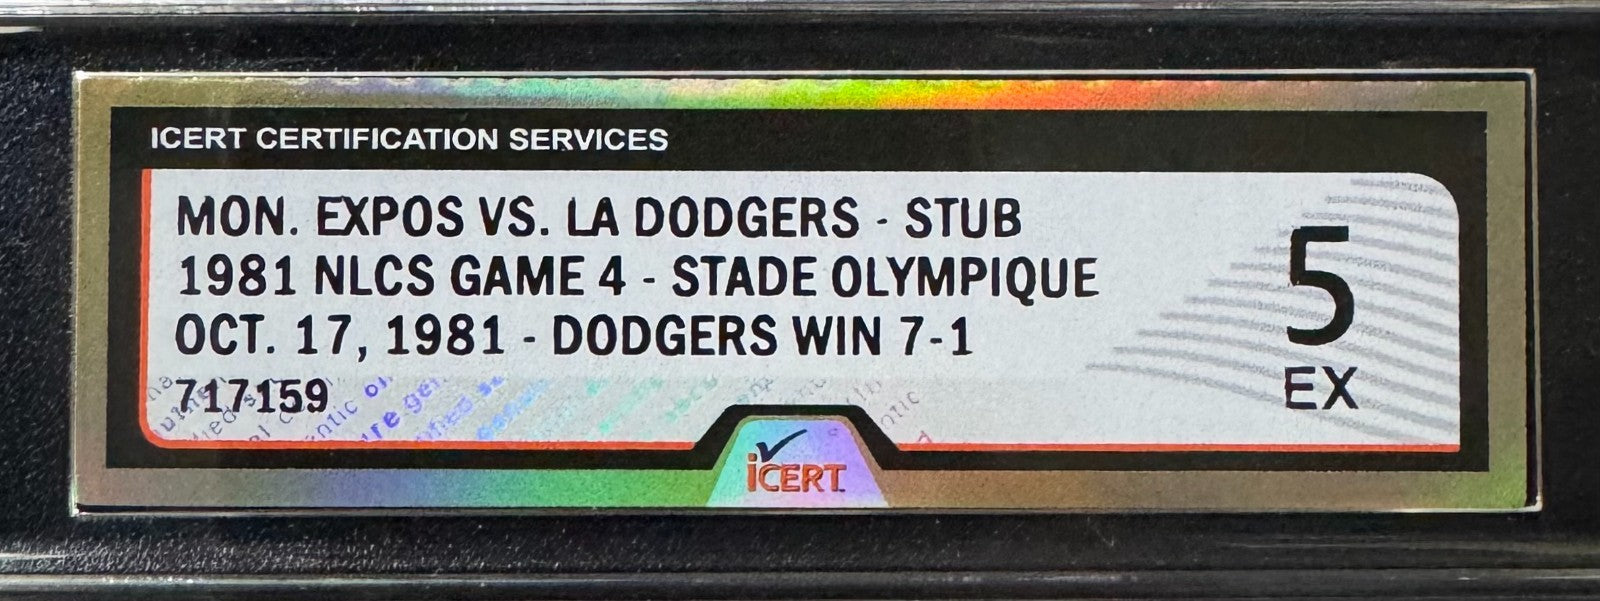 ICERT CERTIFICATION SERVICES
MON. EXPOS VS. LA DODGERS - STUB
1981 NLCS GAME 4 - STADE OLYMPIQUE
OCT. 17, 1981 - DODGERS WIN 7-1
717159
5
EX
iCERT